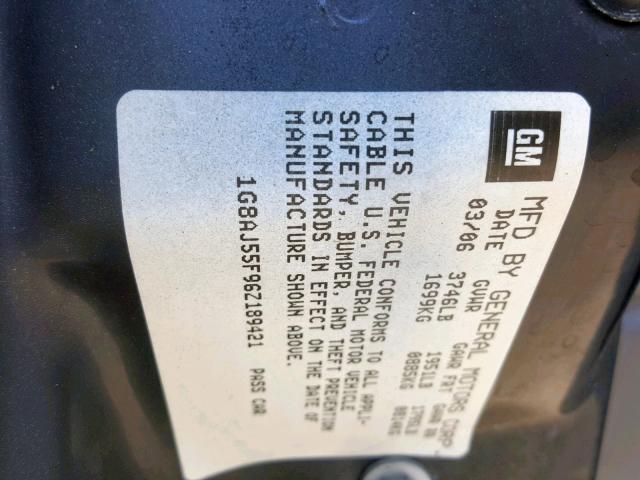 GM
MFD BY GENERAL MOTORS CORP
DATE GVWR GAWR FRT GAWR RR
03/06 3746LB 1951LB 1795LB
1699KG 0885KG 0814KG
THIS VEHICLE CONFORMS TO ALL APPLI-
CABLE U.S. FEDERAL MOTOR VEHICLE
SAFETY, BUMPER, AND THEFT PREVENTION
STANDARDS IN EFFECT ON THE DATE OF
MANUFACTURE SHOWN ABOVE.
1G8AJ55F96Z189421 PASS CAR